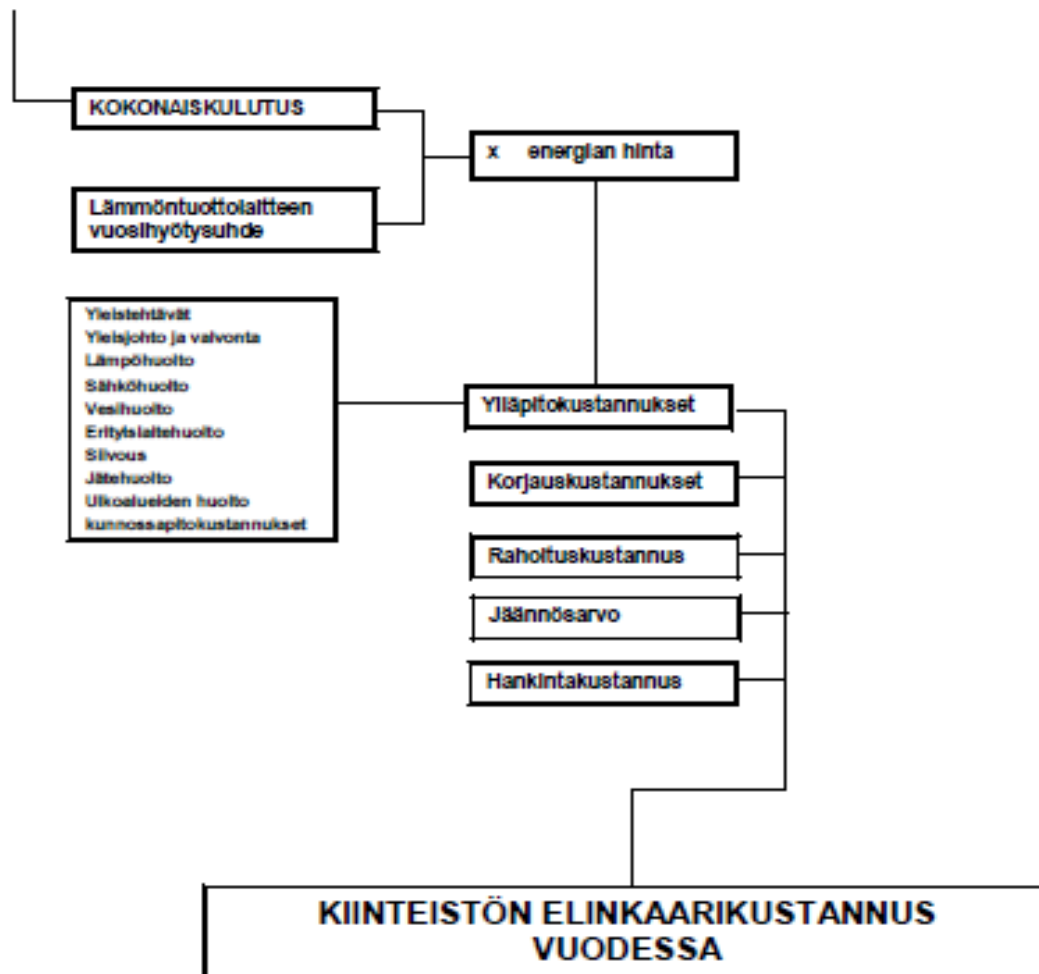 KOKONAISKULUTUS
x energian hinta
Lämmöntuottolaitteen
vuosihyötysuhde
Yleistehtävät
Yleisjohto ja valvonta
Lämpöhuolto
Sähköhuolto
Vesihuolto
Erityislaitehuolto
Siivous
Jätehuolto
Ulkoalueiden huolto
kunnossapitokustannukset
Ylläpitokustannukset
Korjauskustannukset
Rahoituskustannus
Jäännösarvo
Hankintakustannus
KIINTEISTÖN ELINKAARIKUSTANNUS
VUODESSA